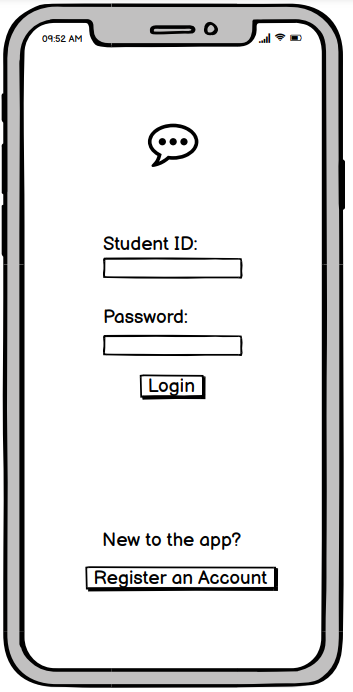 09:52 AM
Student ID:
Password:
Login
New to the app?
Register an Account